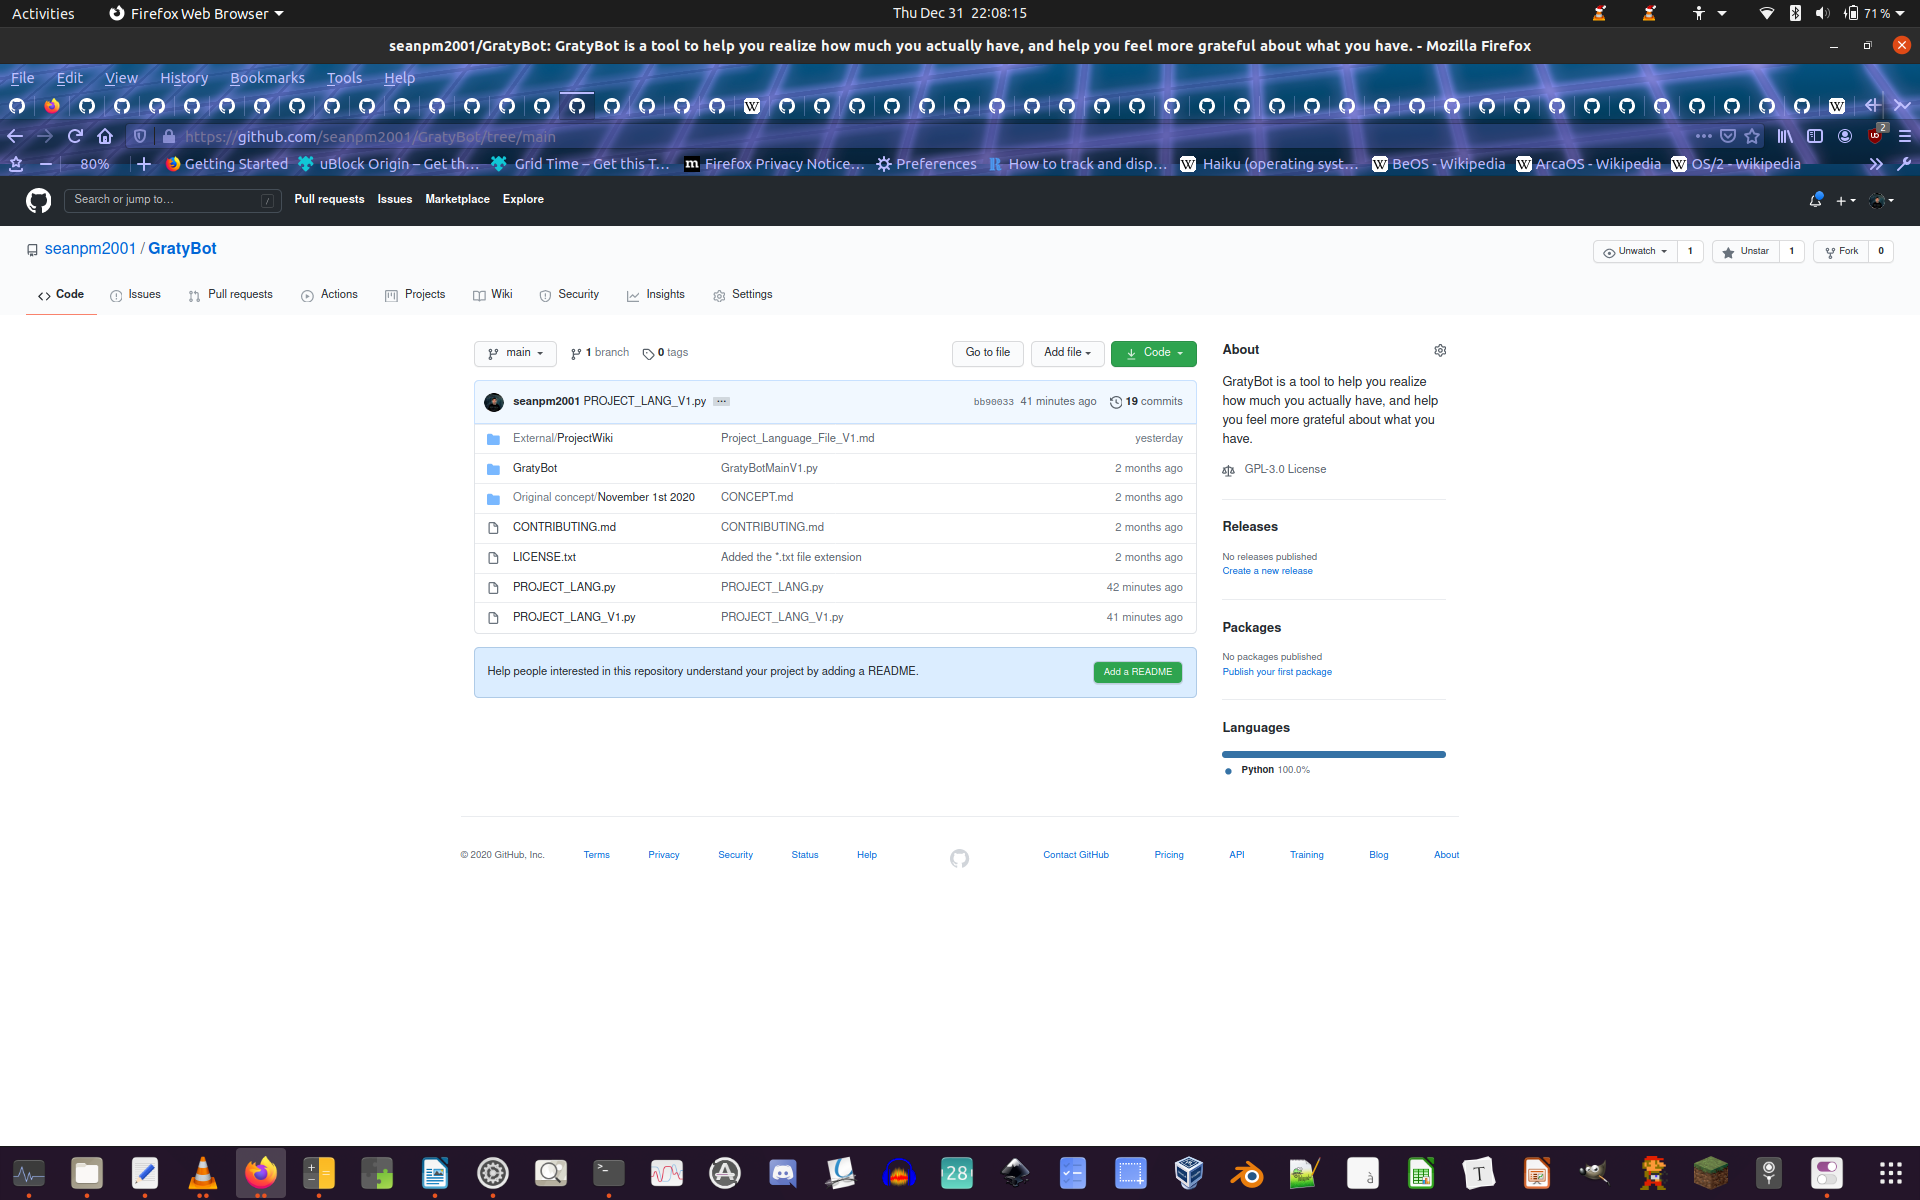 Activities Firefox Web Browser Thu Dec 31 22:08:15 71 %
seanpm2001/GratyBot: GratyBot is a tool to help you realize how much you actually have, and help you feel more grateful about what you have. - Mozilla Firefox
File Edit View History Bookmarks Tools Help
https://github.com/seanpm2001/GratyBot/tree/main 2
80% Getting Started uBlock Origin – Get th… Grid Time – Get this T… Firefox Privacy Notice… Preferences How to track and disp… Haiku (operating syst… BeOS - Wikipedia ArcaOS - Wikipedia OS/2 - Wikipedia
Search or jump to… / Pull requests Issues Marketplace Explore
seanpm2001 / GratyBot Unwatch 1 Unstar 1 Fork 0
Code Issues Pull requests Actions Projects Wiki Security Insights Settings
main 1 branch 0 tags Go to file Add file Code
seanpm2001 PROJECT_LANG_V1.py ... bb90033 41 minutes ago 19 commits
External/ProjectWiki Project_Language_File_V1.md yesterday
GratyBot GratyBotMainV1.py 2 months ago
Original concept/November 1st 2020 CONCEPT.md 2 months ago
CONTRIBUTING.md CONTRIBUTING.md 2 months ago
LICENSE.txt Added the *.txt file extension 2 months ago
PROJECT_LANG.py PROJECT_LANG.py 42 minutes ago
PROJECT_LANG_V1.py PROJECT_LANG_V1.py 41 minutes ago
Help people interested in this repository understand your project by adding a README. Add a README
About
GratyBot is a tool to help you realize
how much you actually have, and help
you feel more grateful about what you
have.
GPL-3.0 License
Releases
No releases published
Create a new release
Packages
No packages published
Publish your first package
Languages
Python 100.0%
© 2020 GitHub, Inc. Terms Privacy Security Status Help Contact GitHub Pricing API Training Blog About
28